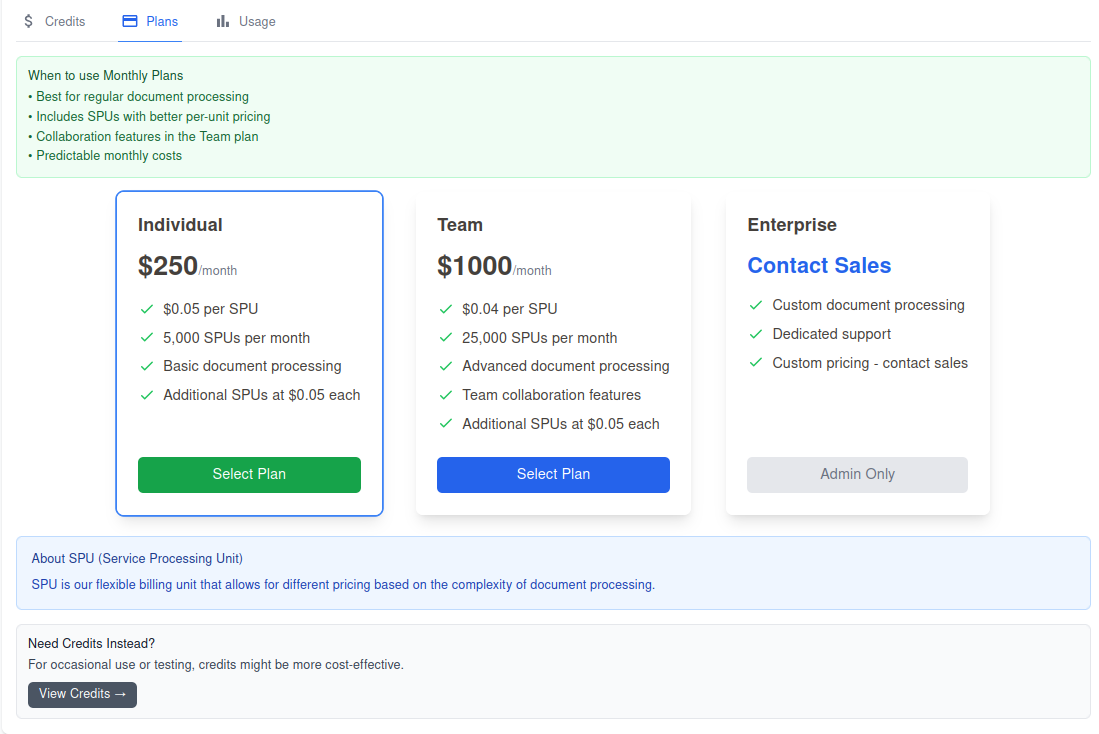 Credits
Plans
Usage
When to use Monthly Plans
• Best for regular document processing
• Includes SPUs with better per-unit pricing
• Collaboration features in the Team plan
• Predictable monthly costs
Individual
$250/month
$0.05 per SPU
5,000 SPUs per month
Basic document processing
Additional SPUs at $0.05 each
Select Plan
Team
$1000/month
$0.04 per SPU
25,000 SPUs per month
Advanced document processing
Team collaboration features
Additional SPUs at $0.05 each
Select Plan
Enterprise
Contact Sales
Custom document processing
Dedicated support
Custom pricing - contact sales
Admin Only
About SPU (Service Processing Unit)
SPU is our flexible billing unit that allows for different pricing based on the complexity of document processing.
Need Credits Instead?
For occasional use or testing, credits might be more cost-effective.
View Credits →